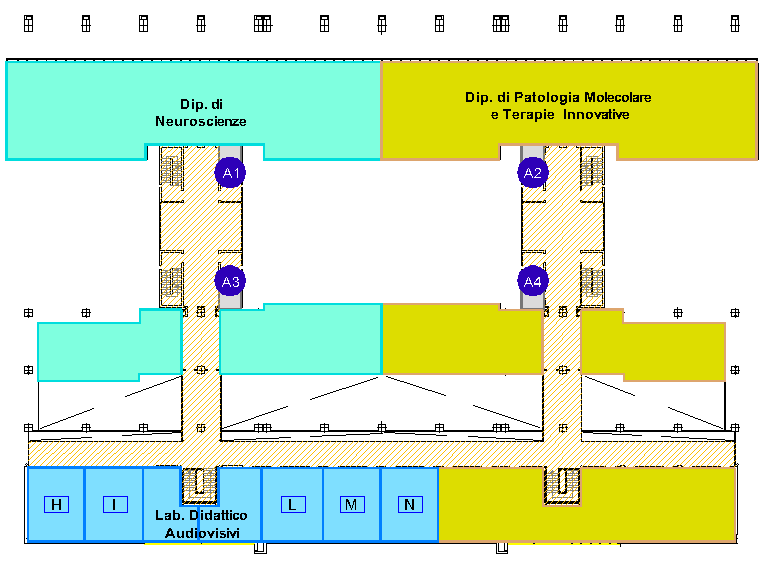 Dip. di
Neuroscienze
Dip. di Patologia Molecolare
e Terapie Innovative
A1
A2
A3
A4
H
I
L
M
N
Lab. Didattico
Audiovisivi